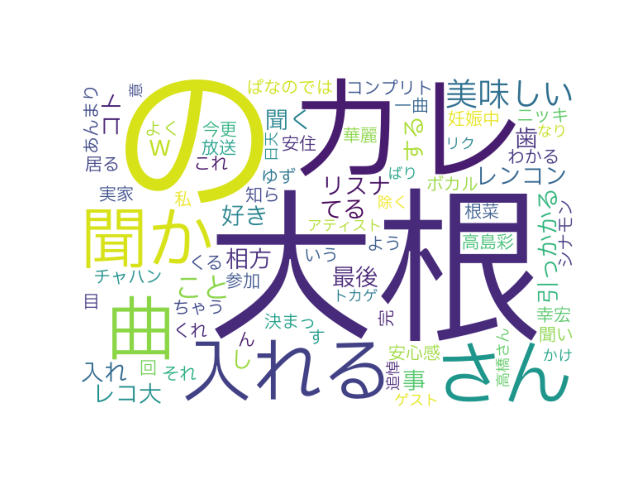 の
カレ
大根
さん
入れる
曲
聞か
美味しい
ぱなのでは
コンプリト
一曲
妊娠中
ニッキ
意
あんまり
居る
よく
今更
放送
W
これ
聞く
白天
安住
華麗
する
歯
リク
なり
わかる
ゆず
ばり
ボカル
レンコン
実家
私
知ら
リスナ
てる
除く
根菜
シナモン
好き
アティスト
よう
高島彩
引っかかる
チャハン
くる
相方
いう
参加
最後
トカゲ
目
こと
ちゃう
くれ
決まっ
す
完
幸宏
聞い
ん
し
安心感
高橋さん
かけ
入れ
回
それ
レコ大
追悼
事
ゲスト